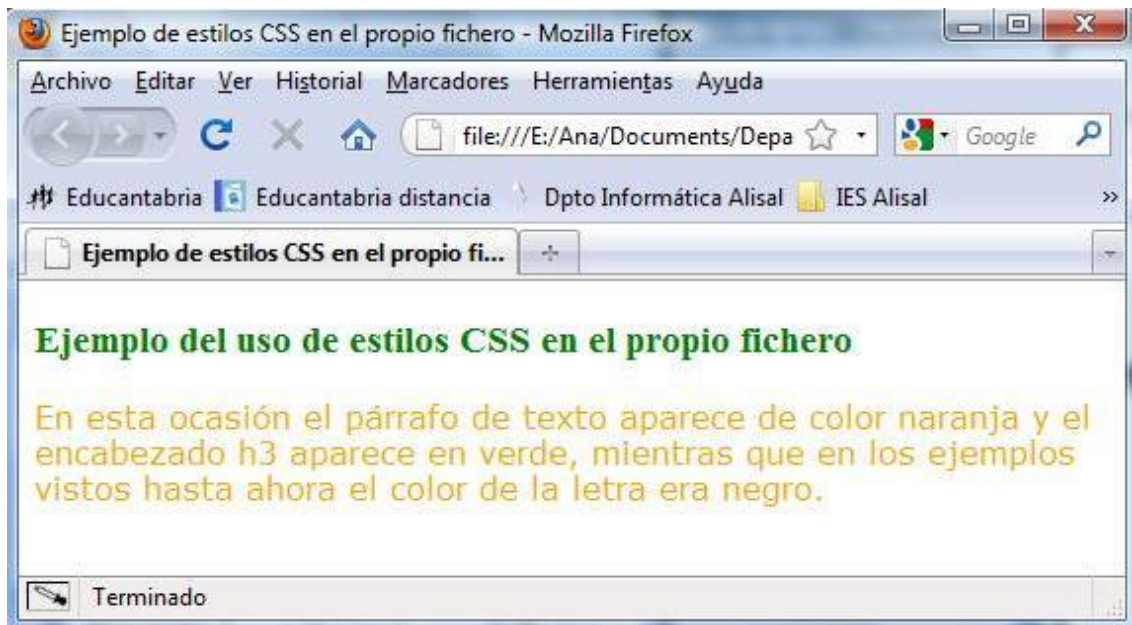 Ejemplo de estilos CSS en el propio fichero - Mozilla Firefox
Archivo Editar Ver Historial Marcadores Herramientas Ayuda
file:///E:/Ana/Documents/Depa Google
Educantabria Educantabria distancia Dpto Informática Alisal IES Alisal »
Ejemplo de estilos CSS en el propio fi...
Ejemplo del uso de estilos CSS en el propio fichero
En esta ocasión el párrafo de texto aparece de color naranja y el
encabezado h3 aparece en verde, mientras que en los ejemplos
vistos hasta ahora el color de la letra era negro.
Terminado